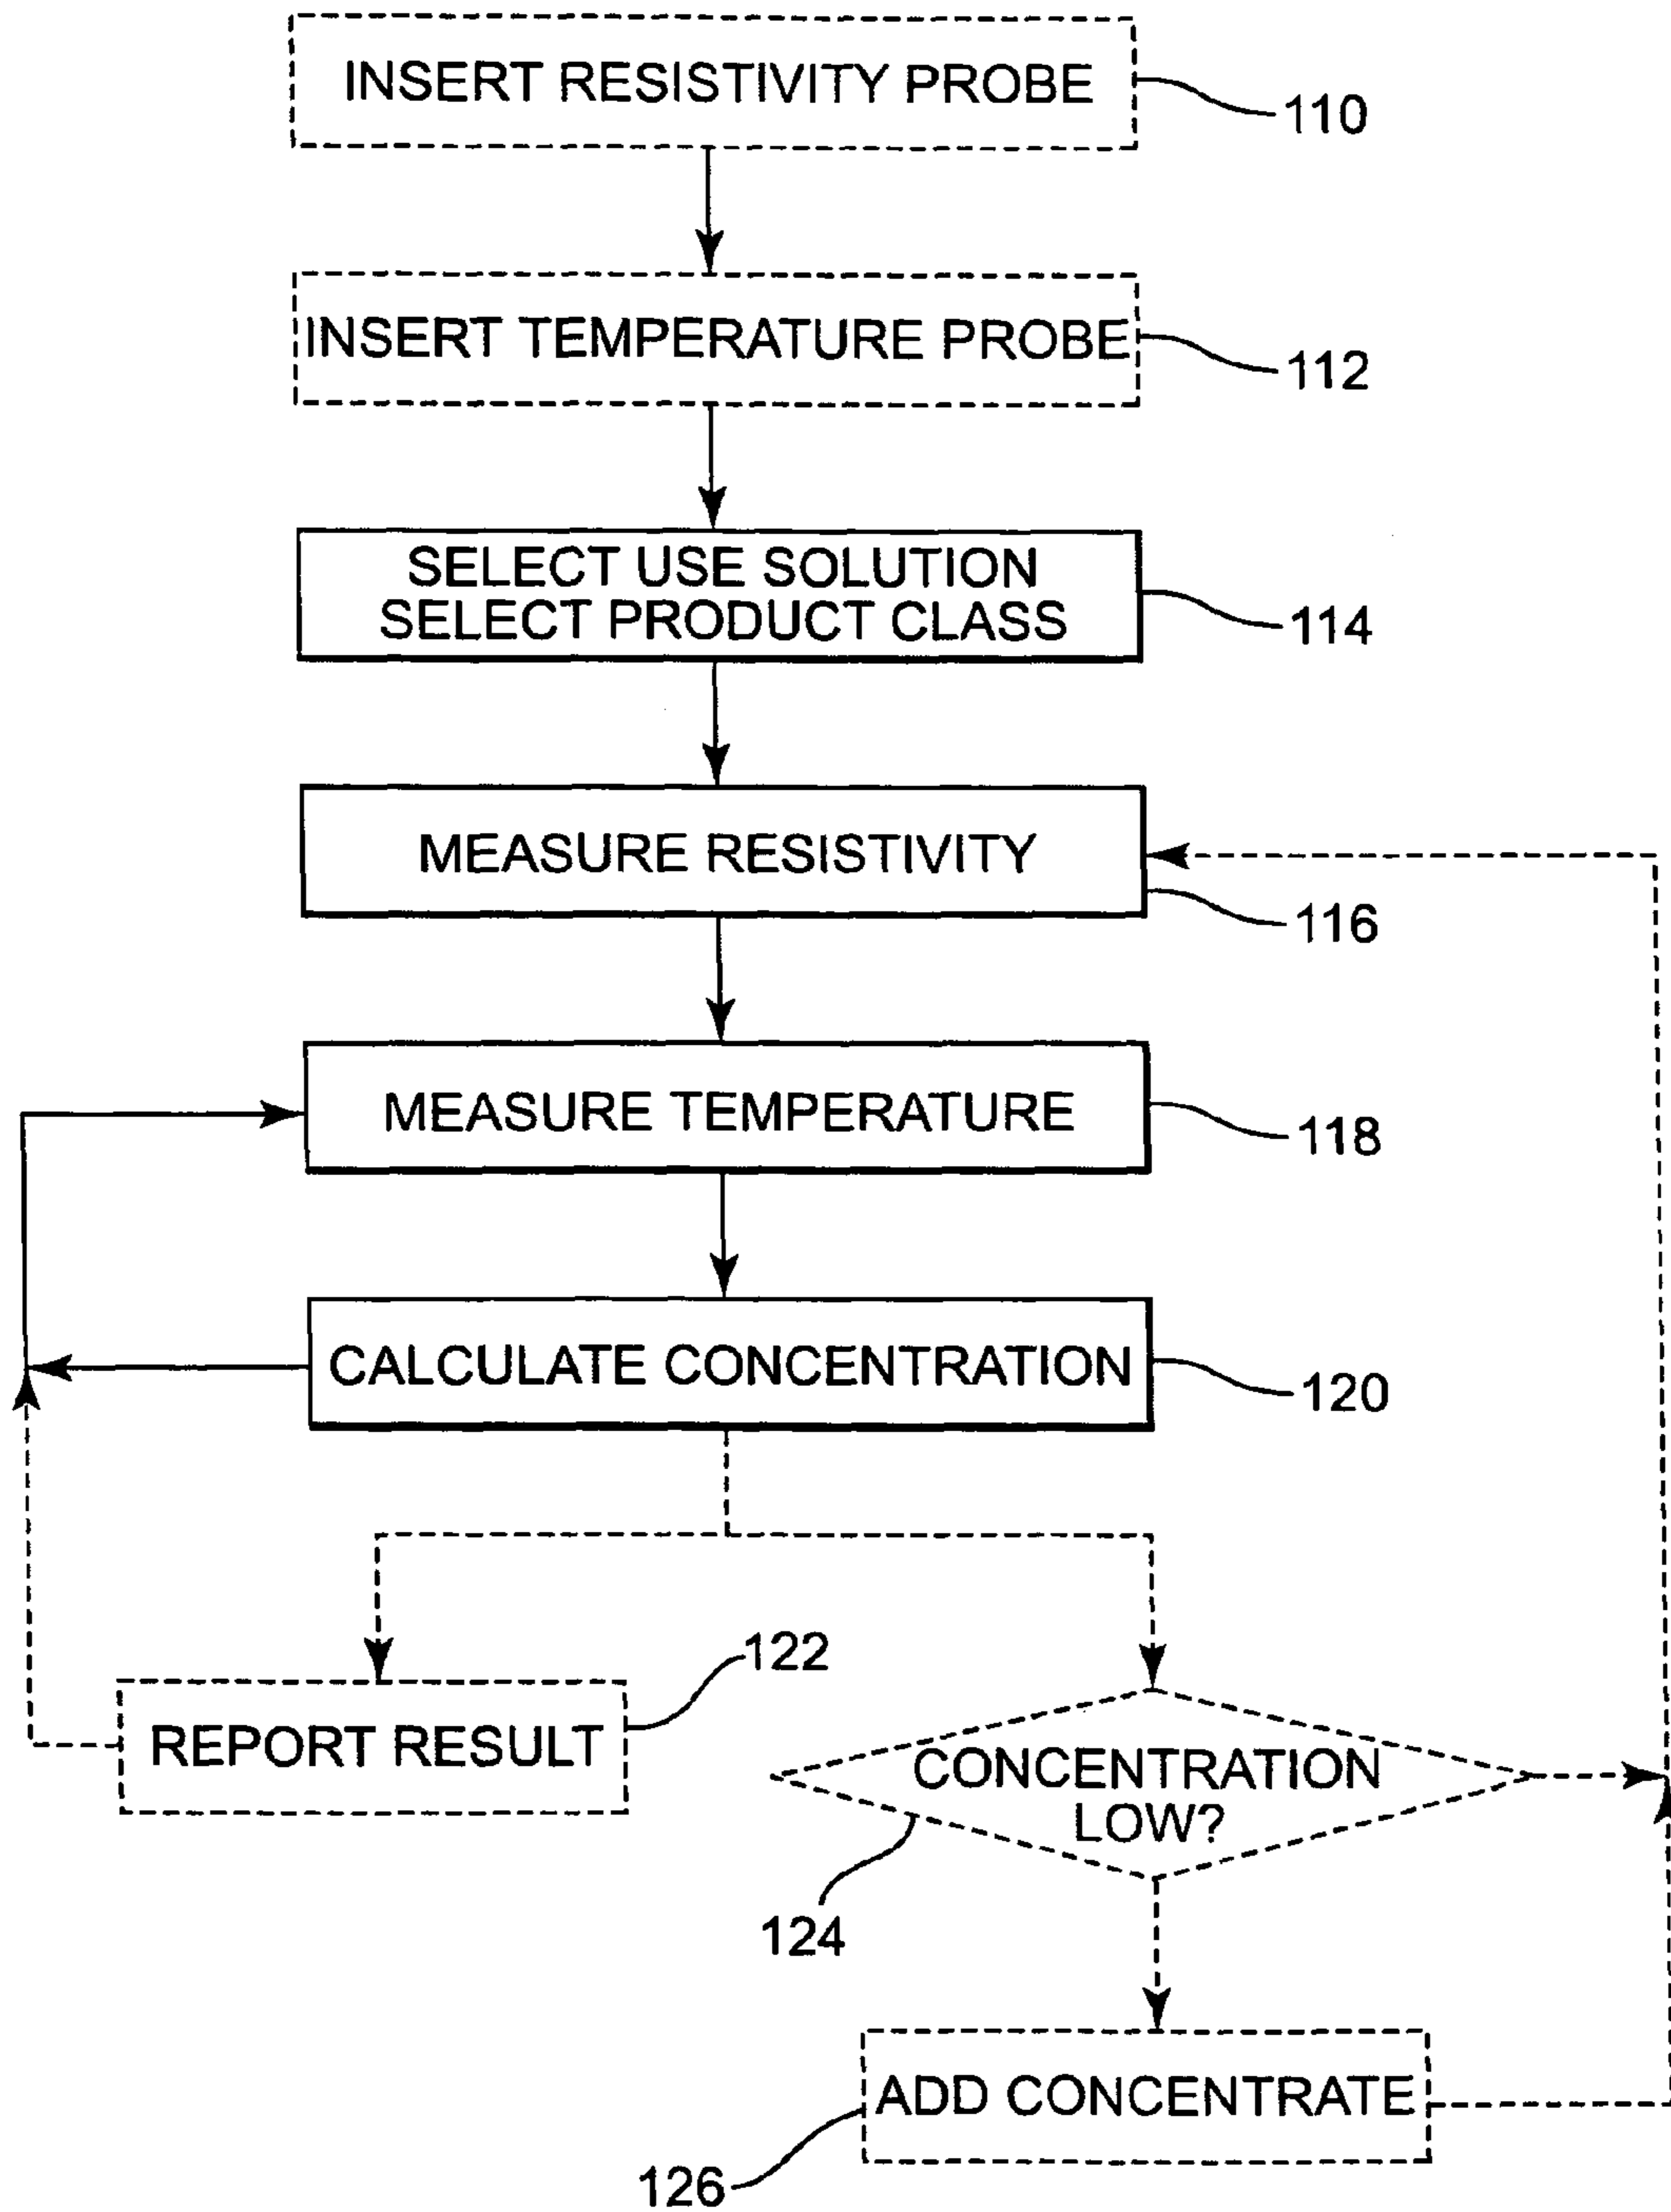 INSERT RESISTIVITY PROBE
110
INSERT TEMPERATURE PROBE
112
SELECT USE SOLUTION
SELECT PRODUCT CLASS
114
MEASURE RESISTIVITY
116
MEASURE TEMPERATURE
118
CALCULATE CONCENTRATION
120
122
REPORT RESULT
CONCENTRATION
LOW?
124
ADD CONCENTRATE
126